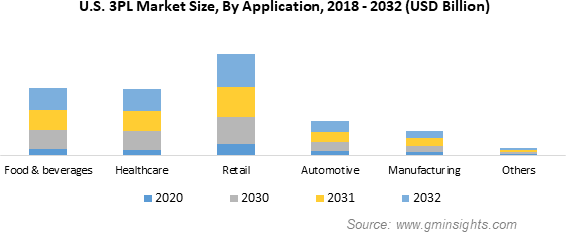 U.S. 3PL Market Size, By Application, 2018 - 2032 (USD Billion)
Food & beverages Healthcare Retail Automotive Manufacturing Others
2020 2030 2031 2032
Source: www.gminsights.com